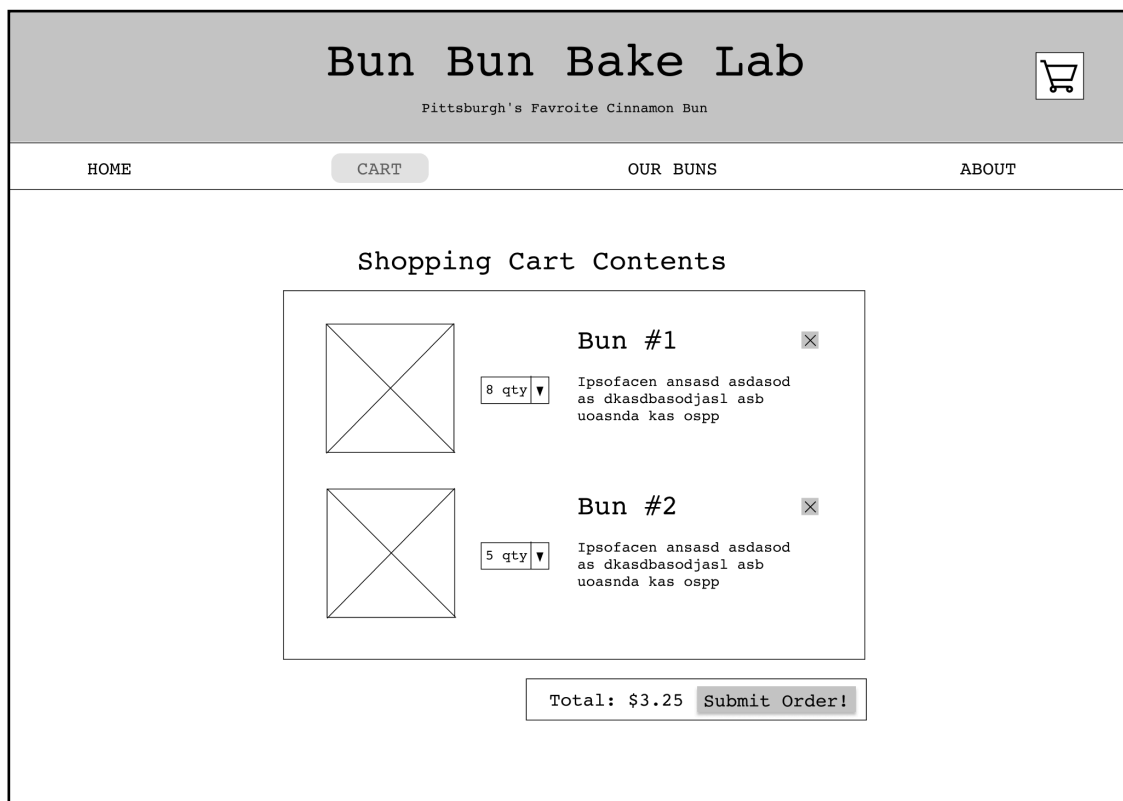 Bun Bun Bake Lab
Pittsburgh's Favroite Cinnamon Bun
HOME
CART
OUR BUNS
ABOUT
Shopping Cart Contents
Bun #1
8 qty
Ipsofacen ansasd asdasod
as dkasdbasodjasl asb
uoasnda kas ospp
Bun #2
5 qty
Ipsofacen ansasd asdasod
as dkasdbasodjasl asb
uoasnda kas ospp
Total: $3.25
Submit Order!